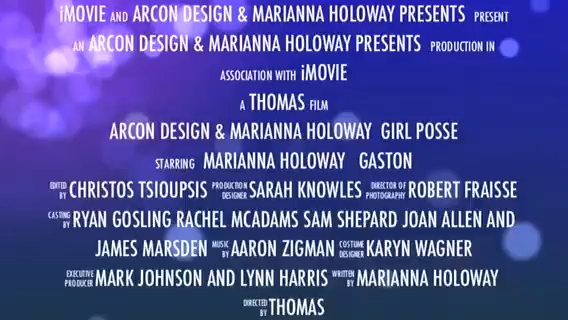 iMOVIE AND ARCON DESIGN & MARIANNA HOLOWAY PRESENTS PRESENT
AN ARCON DESIGN & MARIANNA HOLOWAY PRESENTS PRODUCTION IN
ASSOCIATION WITH iMOVIE
A THOMAS FILM
ARCON DESIGN & MARIANNA HOLOWAY GIRL POSSE
STARRING MARIANNA HOLOWAY GASTON
EDITED BY CHRISTOS TSIOUPSIS PRODUCTION DESIGNER SARAH KNOWLES DIRECTOR OF PHOTOGRAPHY ROBERT FRAISSE
CASTING BY RYAN GOSLING RACHEL MCADAMS SAM SHEPARD JOAN ALLEN AND
JAMES MARSDEN MUSIC BY AARON ZIGMAN COSTUME DESIGNER KARYN WAGNER
EXECUTIVE PRODUCER MARK JOHNSON AND LYNN HARRIS WRITTEN BY MARIANNA HOLOWAY
DIRECTED BY THOMAS